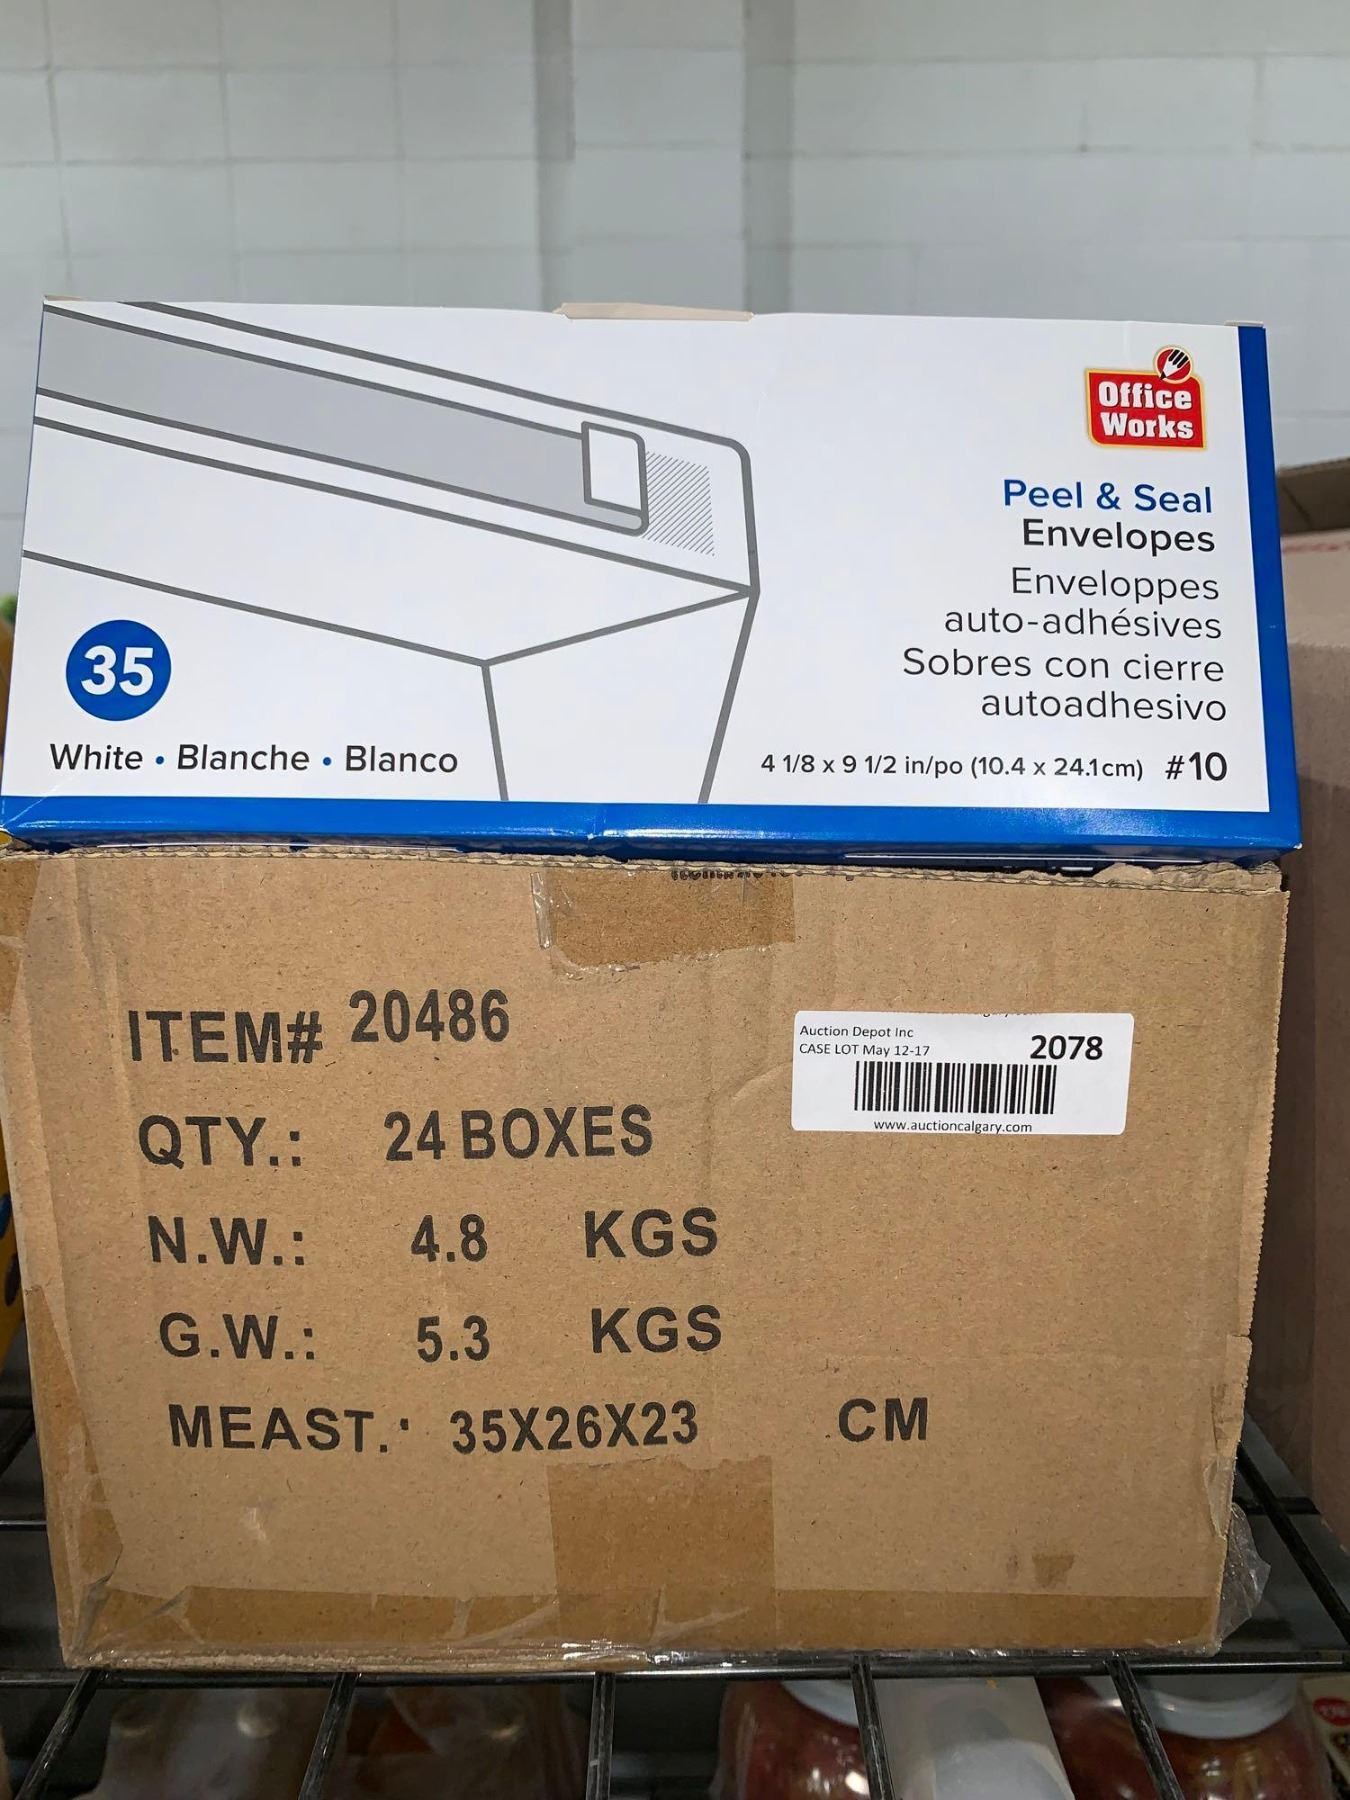 Office
Works
Peel & Seal
Envelopes
Enveloppes
auto-adhésives
Sobres con cierre
autoadhesivo
35
White • Blanche • Blanco
4 1/8 x 9 1/2 in/po (10.4 x 24.1cm) #10
ITEM# 20486
QTY.: 24 BOXES
N.W.: 4.8 KGS
G.W.: 5.3 KGS
MEAST.: 35X26X23 CM
Auction Depot Inc
CASE LOT May 12-17
2078
www.auctioncalgary.com